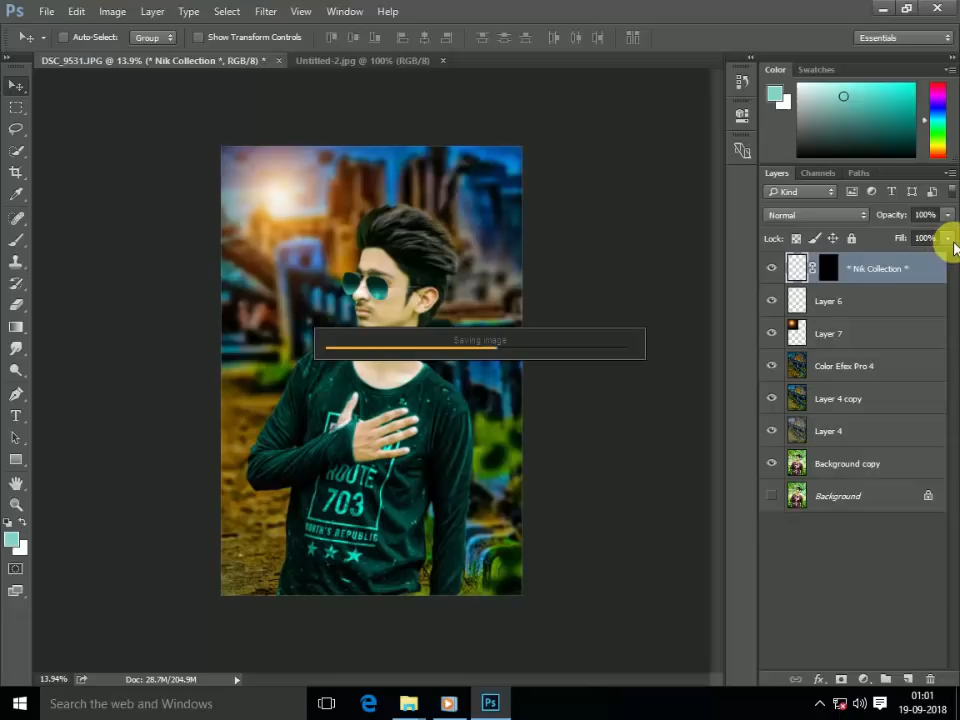 Ps File Edit Image Layer Type Select Filter View Window Help
Auto-Select: Group Show Transform Controls Essentials
DSC_9531.JPG @ 13.9% (* Nik Collection *, RGB/8) * × Untitled-2.jpg @ 100% (RGB/8) ×
Color Swatches
Layers Channels Paths
Kind
Normal Opacity: 100%
Lock: Fill: 100%
* Nik Collection *
Layer 6
Layer 7
Color Efex Pro 4
Layer 4 copy
Layer 4
Background copy
Background
Saving image
ROUTE
703
NORTH'S REPUBLIC
13.94% Doc: 28.7M/204.9M
Search the web and Windows
Ps
01:01
19-09-2018